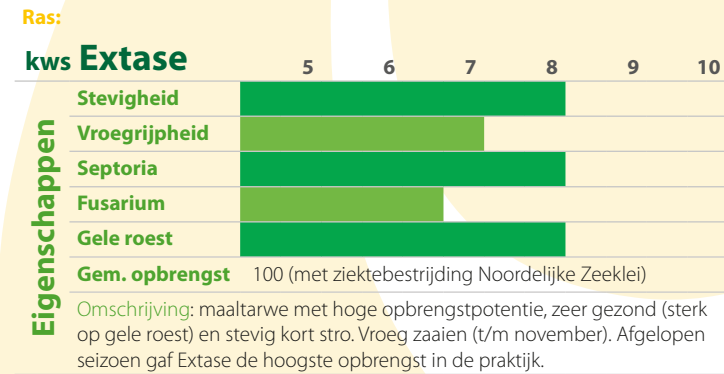 Ras:
kws Extase 5 6 7 8 9 10
Eigenschappen
Stevigheid
Vroegrijpheid
Septoria
Fusarium
Gele roest
Gem. opbrengst 100 (met ziektebestrijding Noordelijke Zeeklei)
Omschrijving: maaltarwe met hoge opbrengstpotentie, zeer gezond (sterk
op gele roest) en stevig kort stro. Vroeg zaaien (t/m november). Afgelopen
seizoen gaf Extase de hoogste opbrengst in de praktijk.